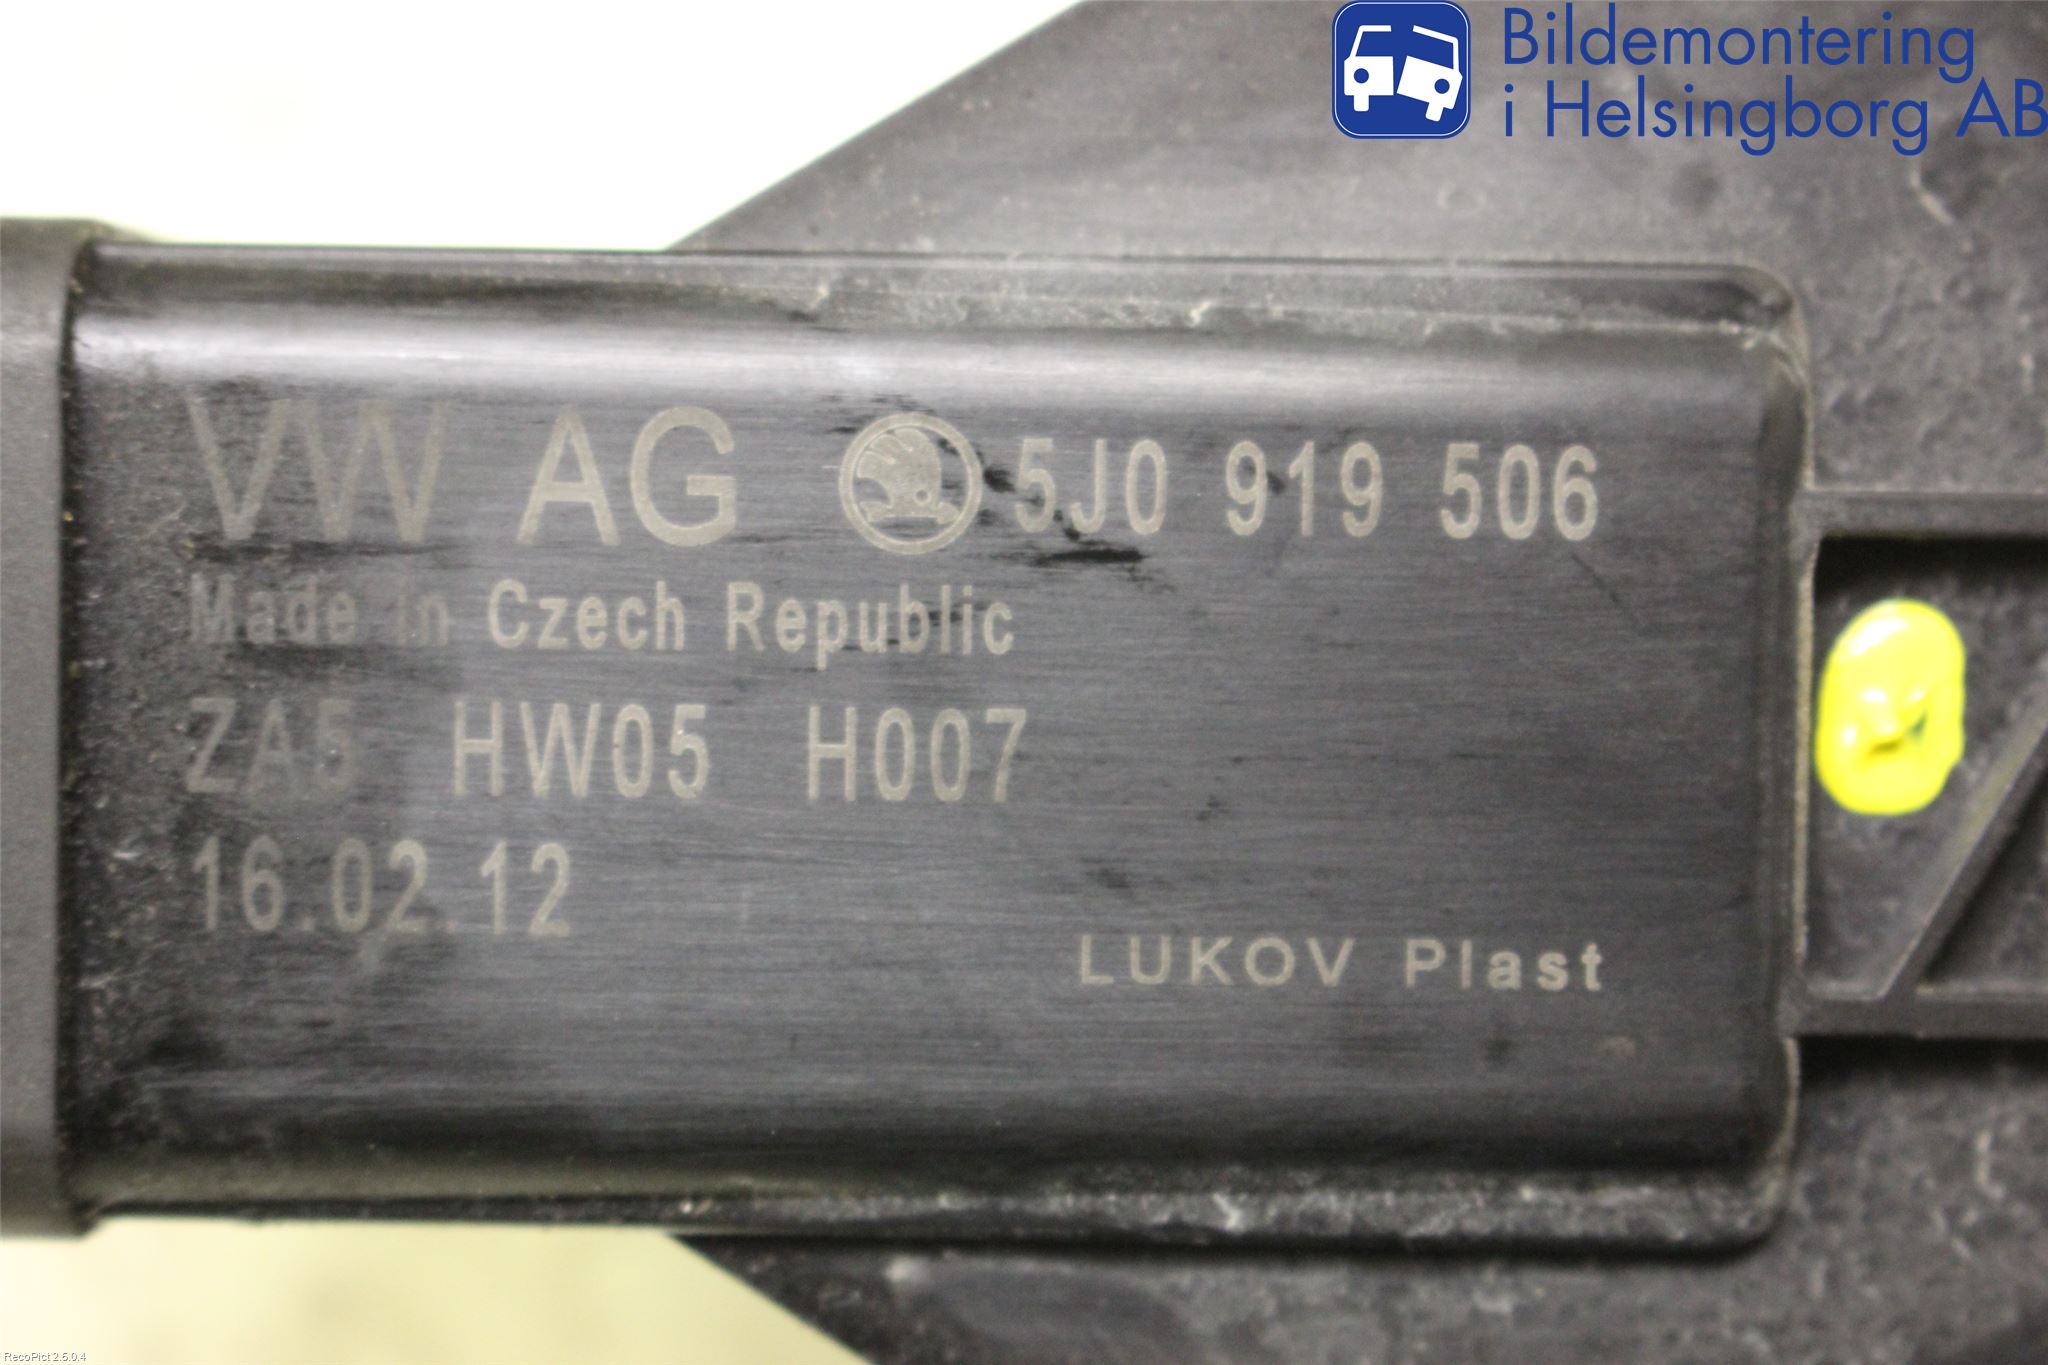 Bildemontering
i Helsingborg AB
VW AG 5J0 919 506
Made in Czech Republic
ZA5 HW05 H007
16.02.12
LUKOV Plast
RecoPict 2.5.0.4